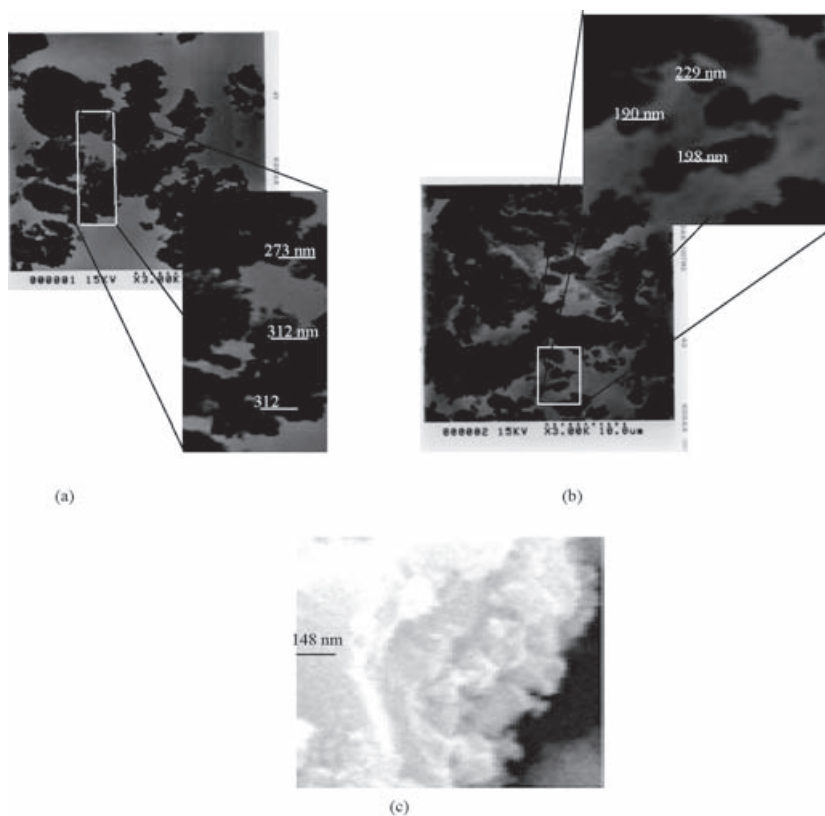 273 nm
312 nm
312
000001 15KV X3.00K
(a)
229 nm
190 nm
198 nm
000002 15KV X3.00K 10.0um
(b)
148 nm
(c)